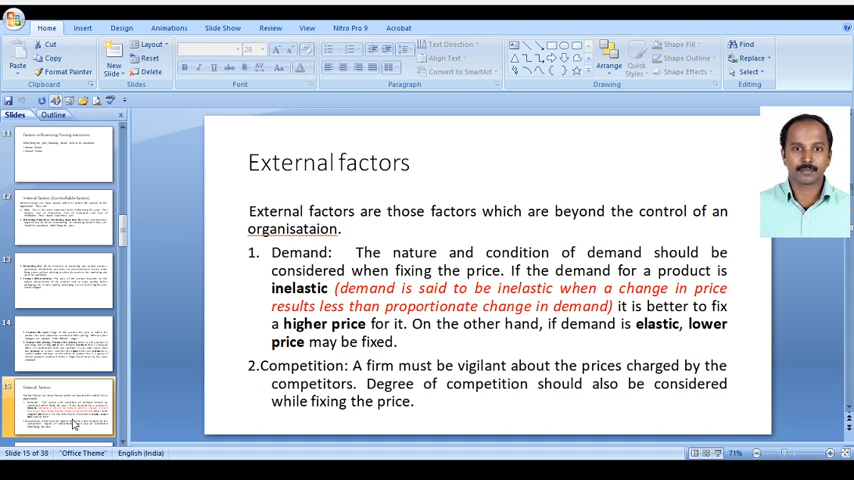 Home Insert Design Animations Slide Show Review View Nitro Pro 9 Acrobat
Paste
Cut
Copy
Format Painter
Clipboard
New Slide
Layout
Reset
Delete
Slides
28
Font
Paragraph
Text Direction
Align Text
Convert to SmartArt
Arrange
Quick Styles
Shape Fill
Shape Outline
Shape Effects
Drawing
Find
Replace
Select
Editing
Slides Outline
11
12
13
14
15
External factors
External factors are those factors which are beyond the control of an
organisataion.
1. Demand: The nature and condition of demand should be
considered when fixing the price. If the demand for a product is
inelastic (demand is said to be inelastic when a change in price
results less than proportionate change in demand) it is better to fix
a higher price for it. On the other hand, if demand is elastic, lower
price may be fixed.
2.Competition: A firm must be vigilant about the prices charged by the
competitors. Degree of competition should also be considered
while fixing the price.
Slide 15 of 38 "Office Theme" English (India) 71%